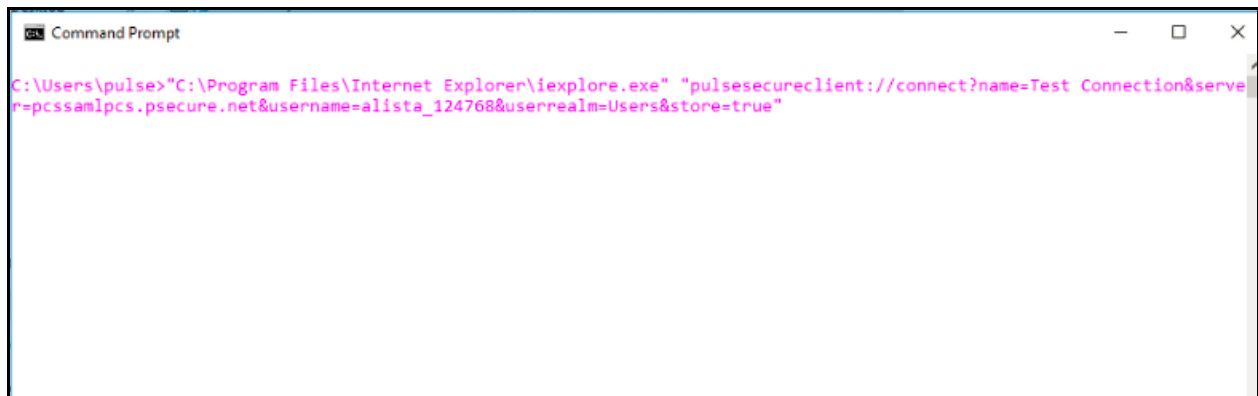 Command Prompt
C:\Users\pulse>"C:\Program Files\Internet Explorer\iexplore.exe" "pulsesecureclient://connect?name=Test Connection&serve
r=pcssamlpcs.psecure.net&username=alista_124768&userrealm=Users&store=true"